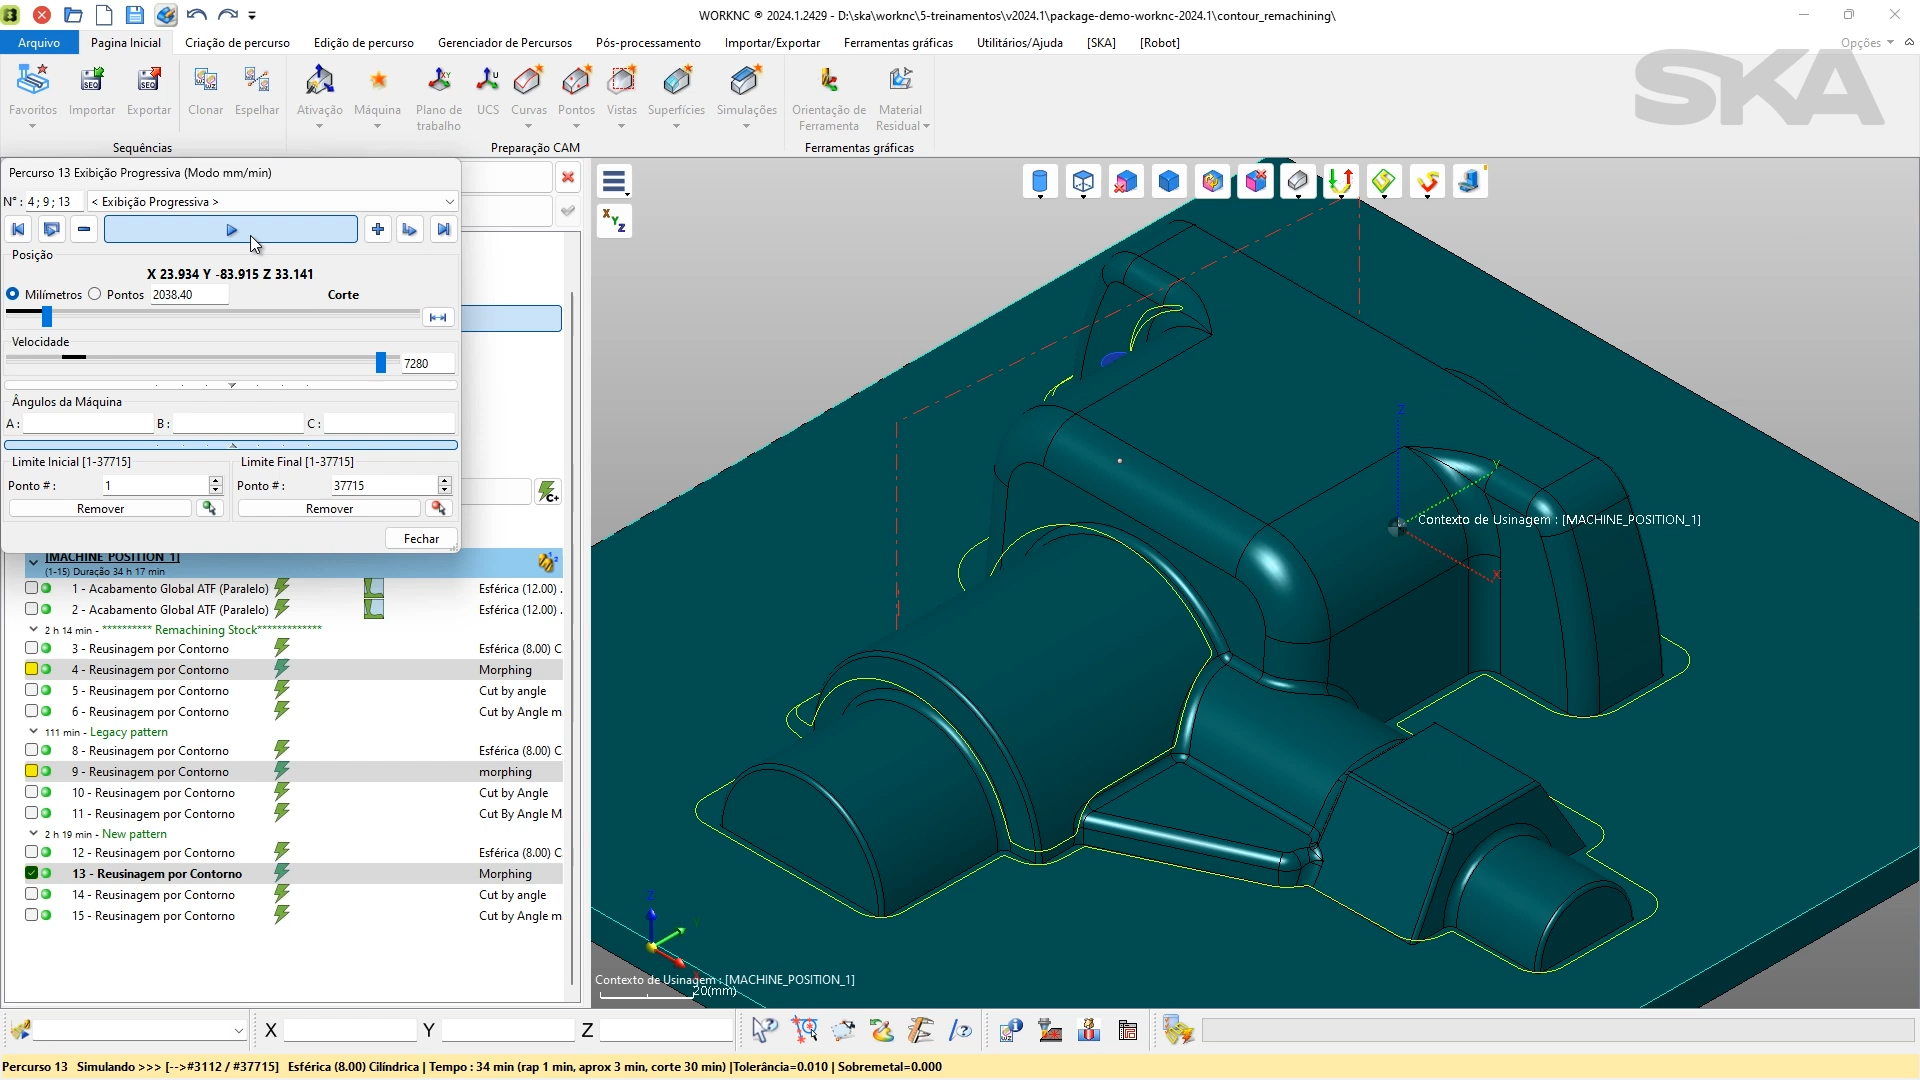 WORKNC ® 2024.1.2429 - D:\ska\worknc\5-treinamentos\v2024.1\package-demo-worknc-2024.1\contour_remachining\
Arquivo Pagina Inicial Criação de percurso Edição de percurso Gerenciador de Percursos Pós-processamento Importar/Exportar Ferramentas gráficas Utilitários/Ajuda [SKA] [Robot] Opções
Favoritos Importar Exportar Clonar Espelhar Ativação Máquina Plano de trabalho UCS Curvas Pontos Vistas Superfícies Simulações Orientação de Ferramenta Material Residual
Sequências Preparação CAM Ferramentas gráficas
SKA
Percurso 13 Exibição Progressiva (Modo mm/min)
N° : 4 ; 9 ; 13 < Exibição Progressiva >
Posição
X 23.934 Y -83.915 Z 33.141
Milímetros Pontos 2038.40 Corte
Velocidade
7280
Ângulos da Máquina
A : B : C :
Limite Inicial [1-37715] Limite Final [1-37715]
Ponto # : 1 Ponto # : 37715
Remover Remover
Fechar
[MACHINE_POSITION_1]
(1-15) Duração 34 h 17 min
1 - Acabamento Global ATF (Paralelo) Esférica (12.00) .
2 - Acabamento Global ATF (Paralelo) Esférica (12.00) .
2 h 14 min - ********** Remachining Stock*************
3 - Reusinagem por Contorno Esférica (8.00) C
4 - Reusinagem por Contorno Morphing
5 - Reusinagem por Contorno Cut by angle
6 - Reusinagem por Contorno Cut by Angle m
111 min - Legacy pattern
8 - Reusinagem por Contorno Esférica (8.00) C
9 - Reusinagem por Contorno morphing
10 - Reusinagem por Contorno Cut by Angle
11 - Reusinagem por Contorno Cut By Angle M
2 h 19 min - New pattern
12 - Reusinagem por Contorno Esférica (8.00) C
13 - Reusinagem por Contorno Morphing
14 - Reusinagem por Contorno Cut by angle
15 - Reusinagem por Contorno Cut by Angle m
Z
Y
Contexto de Usinagem : [MACHINE_POSITION_1]
X
Z
Contexto de Usinagem : [MACHINE_POSITION_1]
20(mm)
X Y Z
Percurso 13 Simulando >>> [-->#3112 / #37715] Esférica (8.00) Cilíndrica | Tempo : 34 min (rap 1 min, aprox 3 min, corte 30 min) |Tolerância=0.010 | Sobremetal=0.000